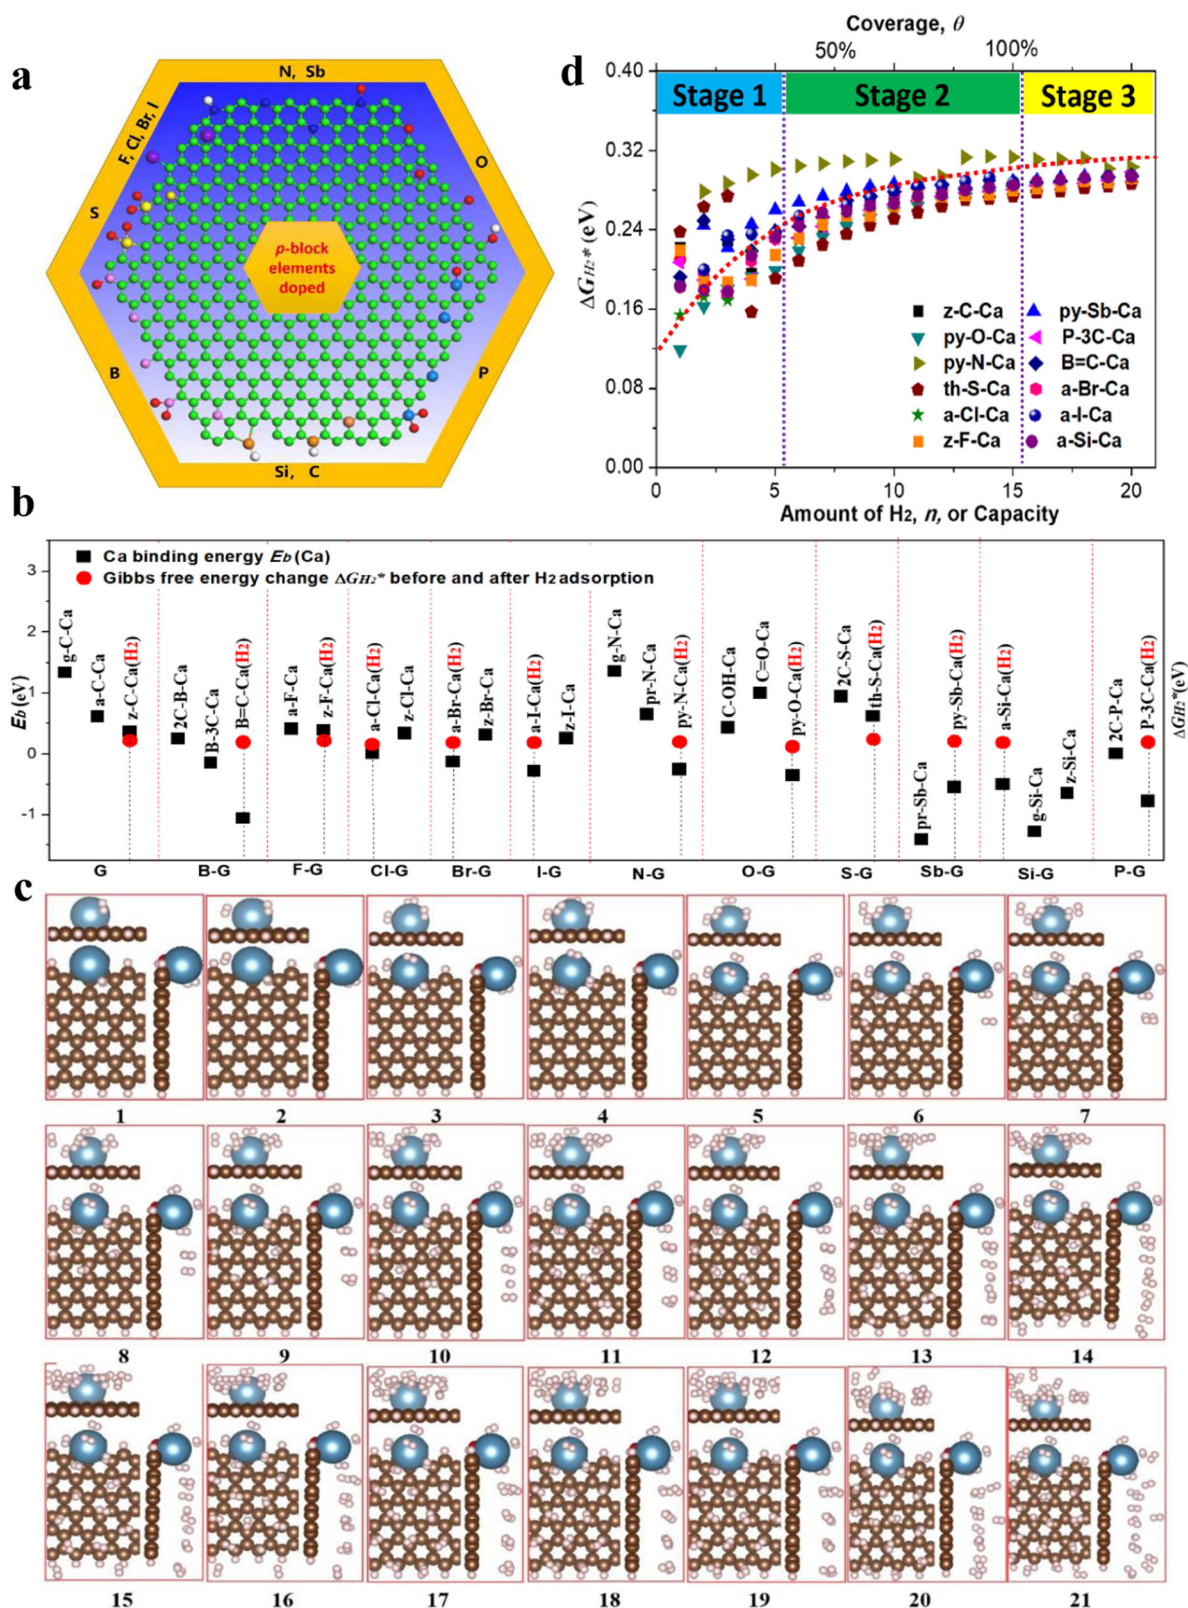 a
N, Sb
F, Cl, Br, I
O
S
p-block
elements
doped
B
P
Si, C
d
Coverage, θ
50%
100%
0.40
Stage 1
Stage 2
Stage 3
0.32
0.24
ΔG_H₂* (eV)
0.16
0.08
0.00
z-C-Ca
py-Sb-Ca
py-O-Ca
P-3C-Ca
py-N-Ca
B=C-Ca
th-S-Ca
a-Br-Ca
a-Cl-Ca
a-I-Ca
z-F-Ca
a-Si-Ca
0
5
10
15
20
Amount of H₂, n, or Capacity
b
Ca binding energy Eb (Ca)
Gibbs free energy change ΔG_H₂* before and after H₂ adsorption
3
2
1
0
-1
Eb (eV)
g-C-Ca
a-C-Ca
z-C-Ca(H₂)
2C-B-Ca
B-3C-Ca
B=C-Ca(H₂)
a-F-Ca
z-F-Ca(H₂)
a-Cl-Ca(H₂)
z-Cl-Ca
a-Br-Ca(H₂)
z-Br-Ca
a-I-Ca(H₂)
z-I-Ca
g-N-Ca
pr-N-Ca
py-N-Ca(H₂)
C-OH-Ca
C=O-Ca
py-O-Ca(H₂)
2C-S-Ca
th-S-Ca(H₂)
pr-Sb-Ca
py-Sb-Ca(H₂)
a-Si-Ca(H₂)
g-Si-Ca
z-Si-Ca
2C-P-Ca
P-3C-Ca(H₂)
ΔG_H₂*(eV)
G
B-G
F-G
Cl-G
Br-G
I-G
N-G
O-G
S-G
Sb-G
Si-G
P-G
c
1
2
3
4
5
6
7
8
9
10
11
12
13
14
15
16
17
18
19
20
21